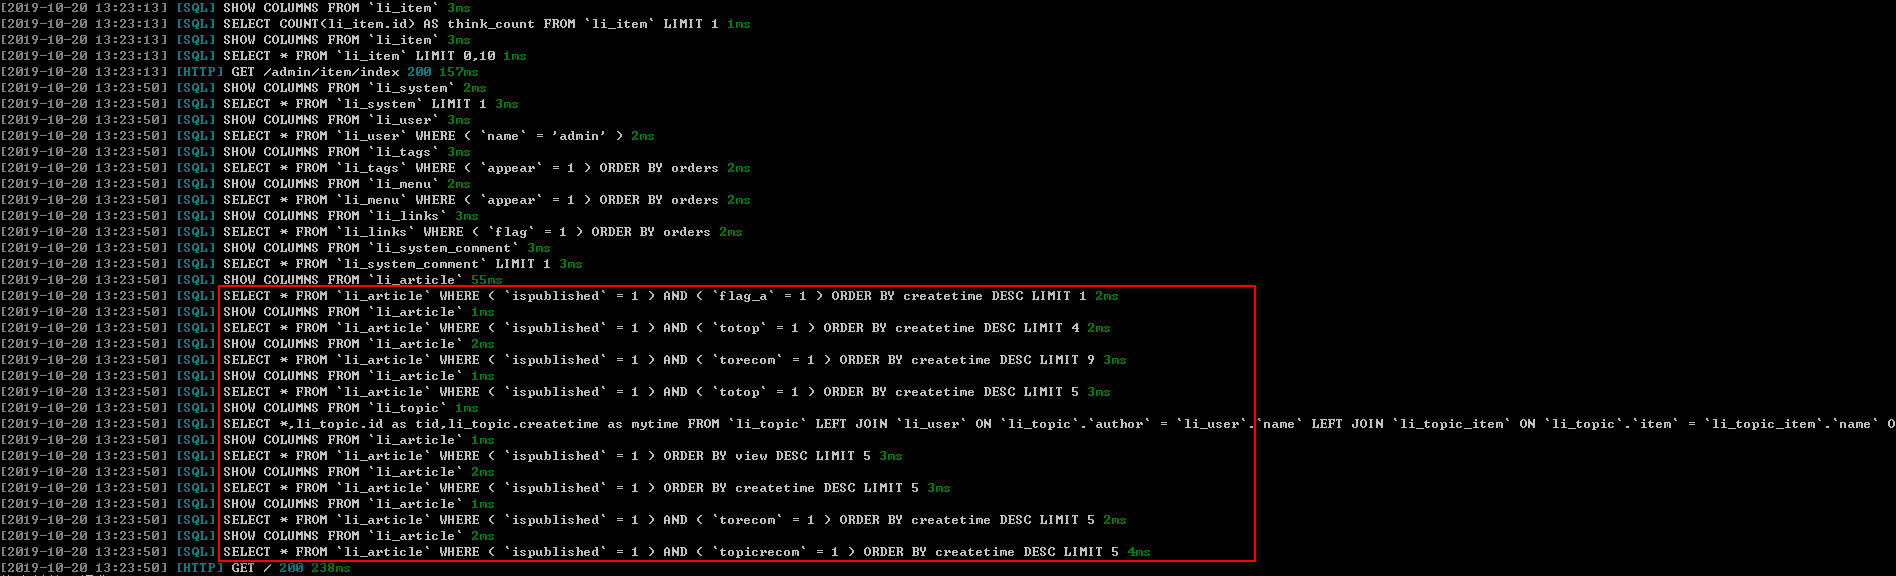 [2019-10-20 13:23:13] [SQL] SHOW COLUMNS FROM `li_item` 3ms
[2019-10-20 13:23:13] [SQL] SELECT COUNT(li_item.id) AS think_count FROM `li_item` LIMIT 1 1ms
[2019-10-20 13:23:13] [SQL] SHOW COLUMNS FROM `li_item` 3ms
[2019-10-20 13:23:13] [SQL] SELECT * FROM `li_item` LIMIT 0,10 1ms
[2019-10-20 13:23:13] [HTTP] GET /admin/item/index 200 157ms
[2019-10-20 13:23:50] [SQL] SHOW COLUMNS FROM `li_system` 2ms
[2019-10-20 13:23:50] [SQL] SELECT * FROM `li_system` LIMIT 1 3ms
[2019-10-20 13:23:50] [SQL] SHOW COLUMNS FROM `li_user` 3ms
[2019-10-20 13:23:50] [SQL] SELECT * FROM `li_user` WHERE ( `name` = 'admin' ) 2ms
[2019-10-20 13:23:50] [SQL] SHOW COLUMNS FROM `li_tags` 3ms
[2019-10-20 13:23:50] [SQL] SELECT * FROM `li_tags` WHERE ( `appear` = 1 ) ORDER BY orders 2ms
[2019-10-20 13:23:50] [SQL] SHOW COLUMNS FROM `li_menu` 2ms
[2019-10-20 13:23:50] [SQL] SELECT * FROM `li_menu` WHERE ( `appear` = 1 ) ORDER BY orders 2ms
[2019-10-20 13:23:50] [SQL] SHOW COLUMNS FROM `li_links` 3ms
[2019-10-20 13:23:50] [SQL] SELECT * FROM `li_links` WHERE ( `flag` = 1 ) ORDER BY orders 2ms
[2019-10-20 13:23:50] [SQL] SHOW COLUMNS FROM `li_system_comment` 3ms
[2019-10-20 13:23:50] [SQL] SELECT * FROM `li_system_comment` LIMIT 1 3ms
[2019-10-20 13:23:50] [SQL] SHOW COLUMNS FROM `li_article` 55ms
[2019-10-20 13:23:50] [SQL] SELECT * FROM `li_article` WHERE ( `ispublished` = 1 ) AND ( `flag_a` = 1 ) ORDER BY createtime DESC LIMIT 1 2ms
[2019-10-20 13:23:50] [SQL] SHOW COLUMNS FROM `li_article` 1ms
[2019-10-20 13:23:50] [SQL] SELECT * FROM `li_article` WHERE ( `ispublished` = 1 ) AND ( `totop` = 1 ) ORDER BY createtime DESC LIMIT 4 2ms
[2019-10-20 13:23:50] [SQL] SHOW COLUMNS FROM `li_article` 2ms
[2019-10-20 13:23:50] [SQL] SELECT * FROM `li_article` WHERE ( `ispublished` = 1 ) AND ( `torecom` = 1 ) ORDER BY createtime DESC LIMIT 9 3ms
[2019-10-20 13:23:50] [SQL] SHOW COLUMNS FROM `li_article` 1ms
[2019-10-20 13:23:50] [SQL] SELECT * FROM `li_article` WHERE ( `ispublished` = 1 ) AND ( `totop` = 1 ) ORDER BY createtime DESC LIMIT 5 3ms
[2019-10-20 13:23:50] [SQL] SHOW COLUMNS FROM `li_topic` 1ms
[2019-10-20 13:23:50] [SQL] SELECT *,li_topic.id as tid,li_topic.createtime as mytime FROM `li_topic` LEFT JOIN `li_user` ON `li_topic`.`author` = `li_user`.`name` LEFT JOIN `li_topic_item` ON `li_topic`.`item` = `li_topic_item`.`name` O
[2019-10-20 13:23:50] [SQL] SHOW COLUMNS FROM `li_article` 1ms
[2019-10-20 13:23:50] [SQL] SELECT * FROM `li_article` WHERE ( `ispublished` = 1 ) ORDER BY view DESC LIMIT 5 3ms
[2019-10-20 13:23:50] [SQL] SHOW COLUMNS FROM `li_article` 2ms
[2019-10-20 13:23:50] [SQL] SELECT * FROM `li_article` WHERE ( `ispublished` = 1 ) ORDER BY createtime DESC LIMIT 5 3ms
[2019-10-20 13:23:50] [SQL] SHOW COLUMNS FROM `li_article` 1ms
[2019-10-20 13:23:50] [SQL] SELECT * FROM `li_article` WHERE ( `ispublished` = 1 ) AND ( `torecom` = 1 ) ORDER BY createtime DESC LIMIT 5 2ms
[2019-10-20 13:23:50] [SQL] SHOW COLUMNS FROM `li_article` 2ms
[2019-10-20 13:23:50] [SQL] SELECT * FROM `li_article` WHERE ( `ispublished` = 1 ) AND ( `topicrecom` = 1 ) ORDER BY createtime DESC LIMIT 5 4ms
[2019-10-20 13:23:50] [HTTP] GET / 200 238ms